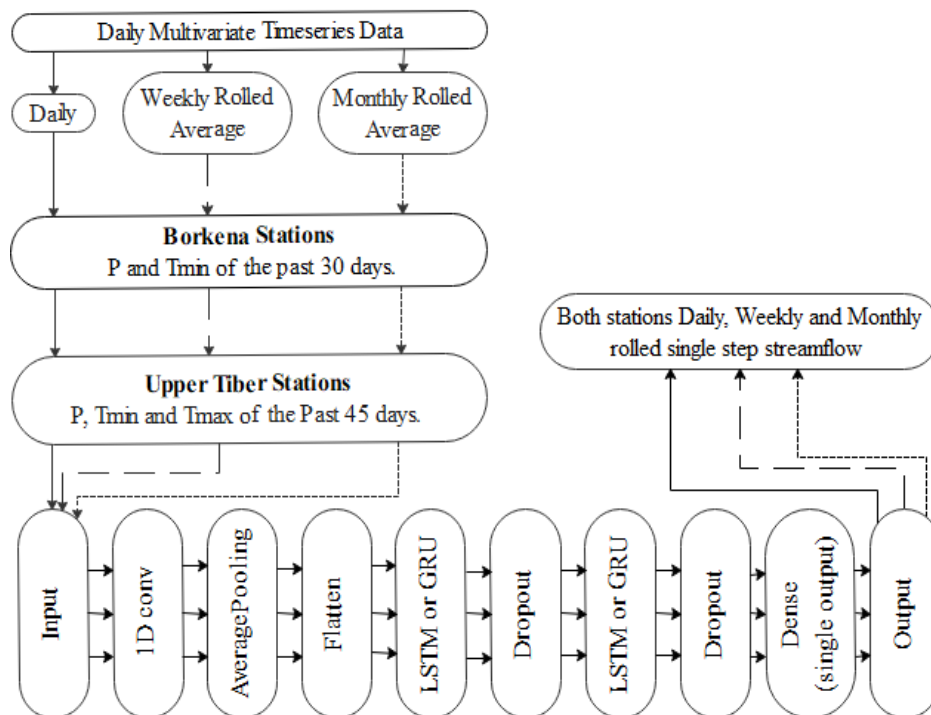 Daily Multivariate Timeseries Data
Daily
Weekly Rolled
Average
Monthly Rolled
Average
Borkena Stations
P and Tmin of the past 30 days.
Upper Tiber Stations
P, Tmin and Tmax of the Past 45 days.
Both stations Daily, Weekly and Monthly
rolled single step streamflow
Input
1D conv
AveragePooling
Flatten
LSTM or GRU
Dropout
LSTM or GRU
Dropout
Dense
(single output)
Output